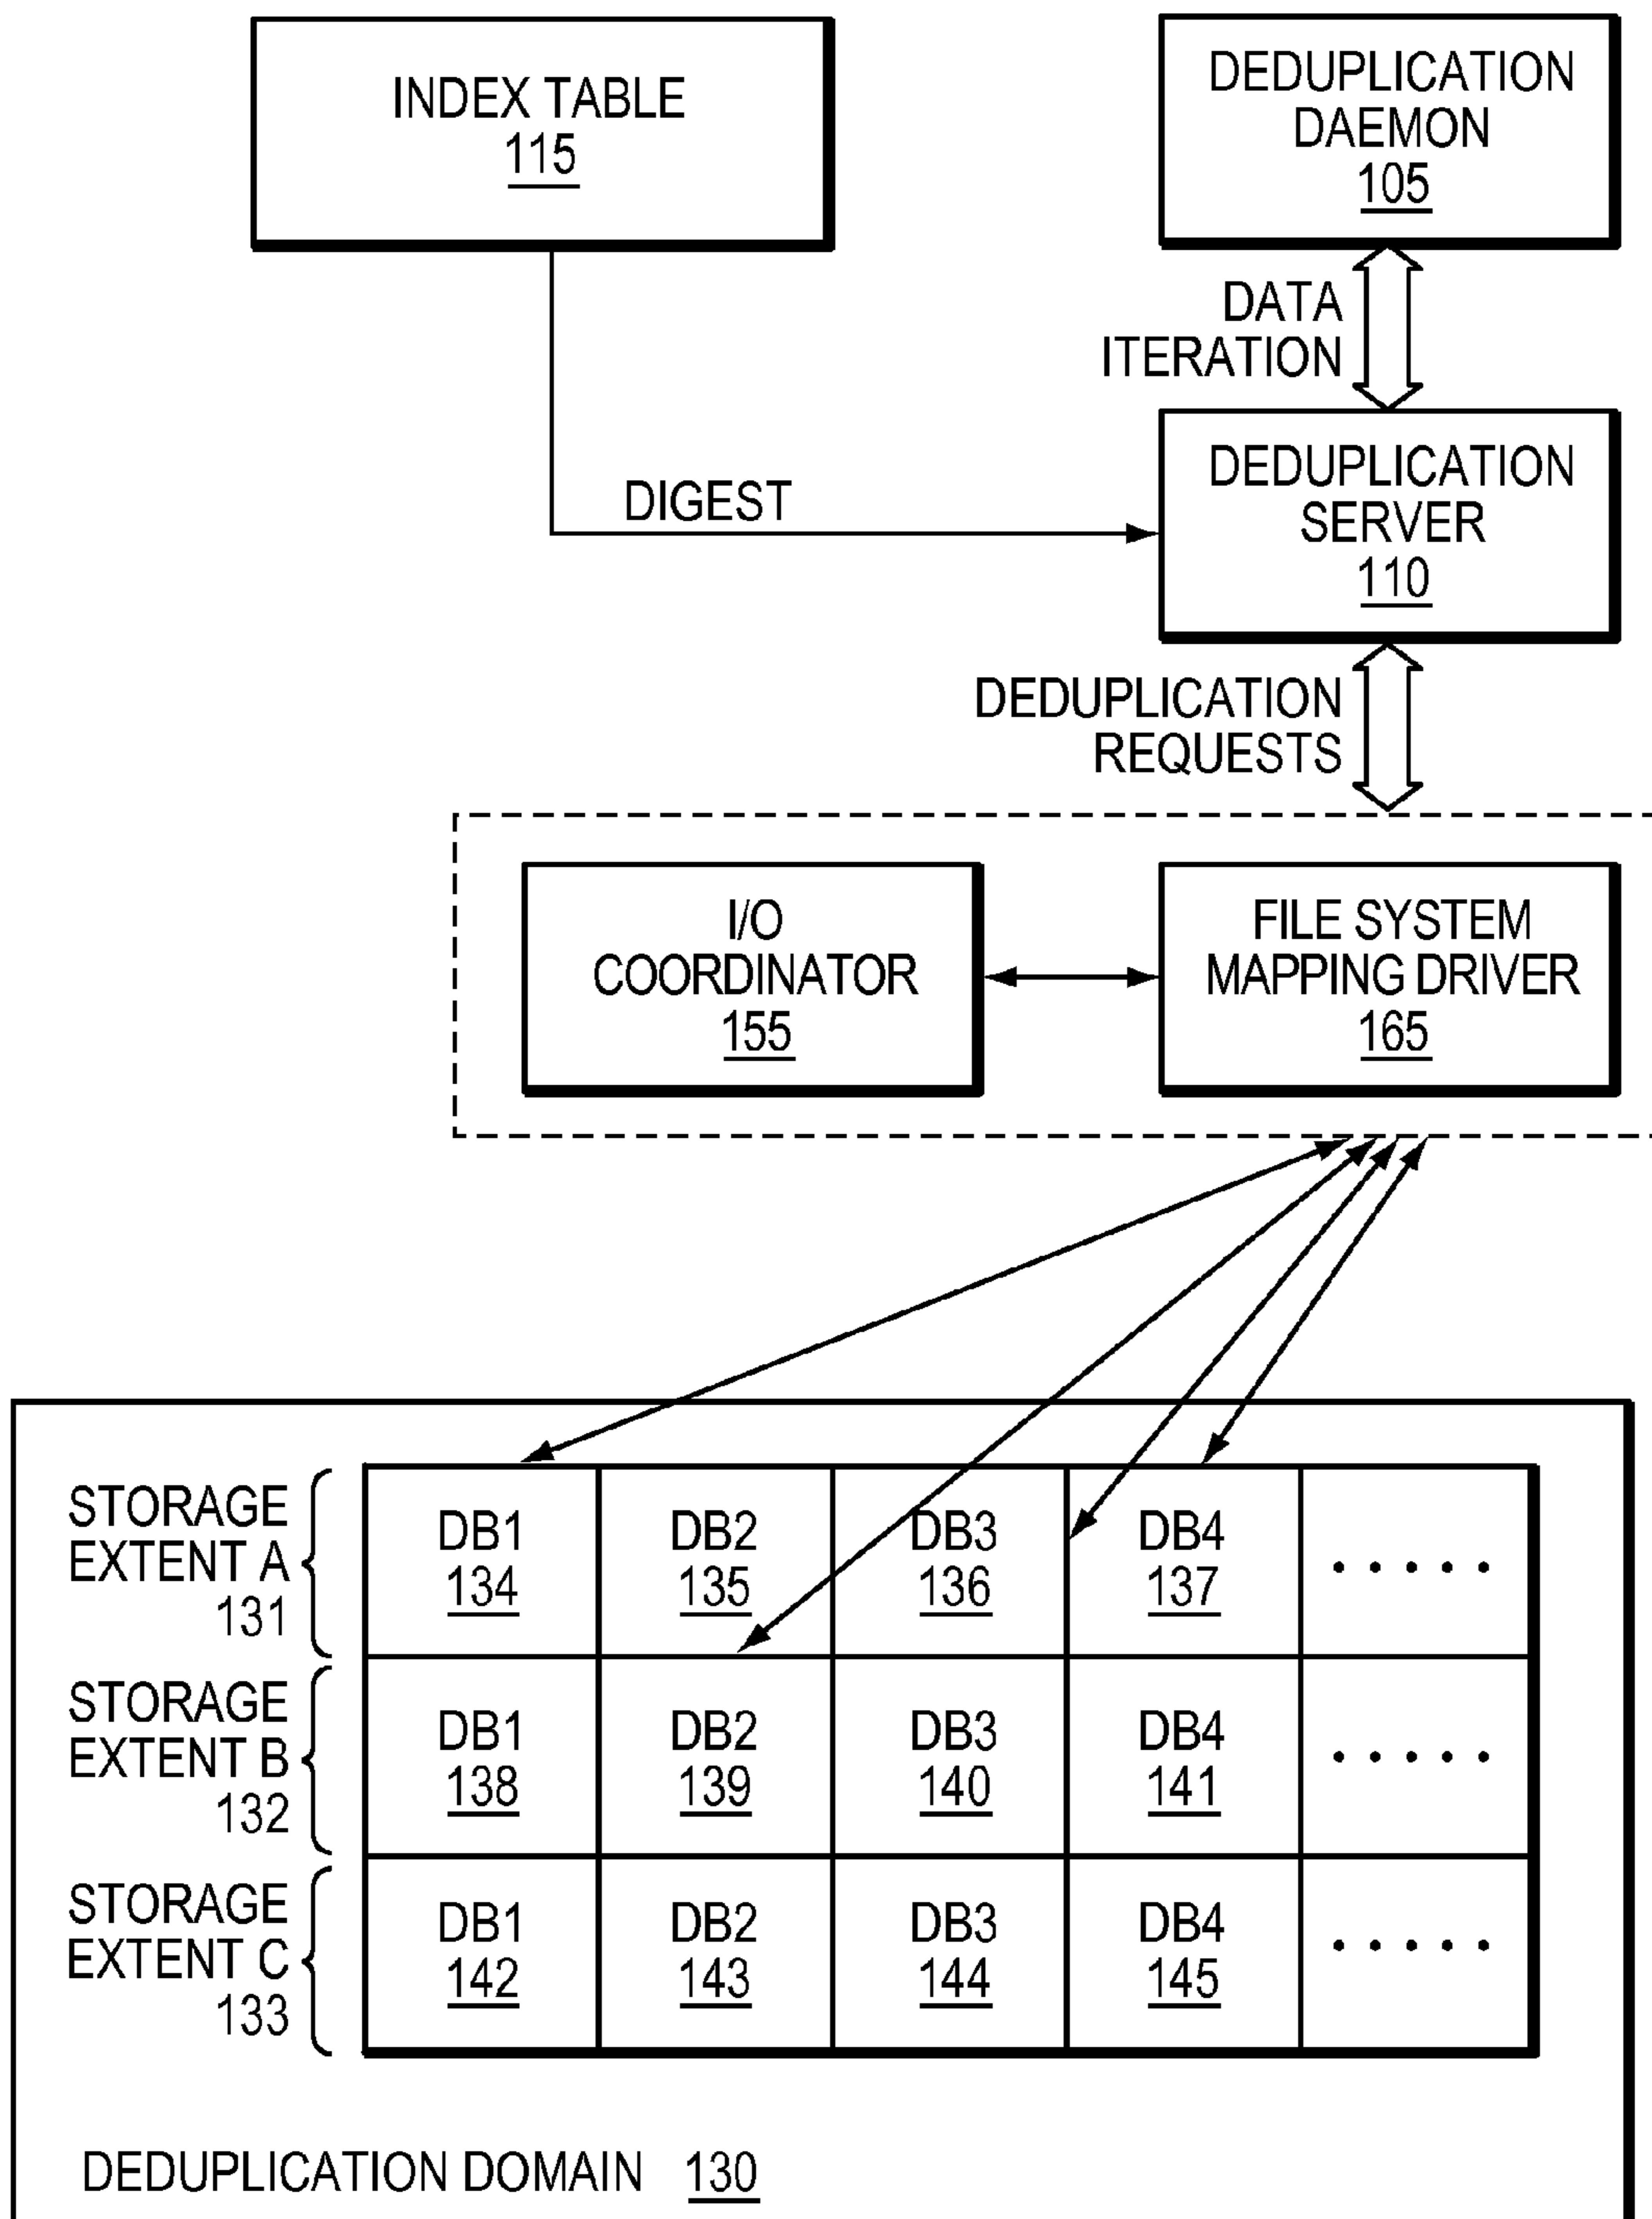 INDEX TABLE
115
DEDUPLICATION
DAEMON
105
DATA
ITERATION
DIGEST
DEDUPLICATION
SERVER
110
DEDUPLICATION
REQUESTS
I/O
COORDINATOR
155
FILE SYSTEM
MAPPING DRIVER
165
STORAGE
EXTENT A
131
DB1
134
DB2
135
DB3
136
DB4
137
.....
STORAGE
EXTENT B
132
DB1
138
DB2
139
DB3
140
DB4
141
.....
STORAGE
EXTENT C
133
DB1
142
DB2
143
DB3
144
DB4
145
.....
DEDUPLICATION DOMAIN 130